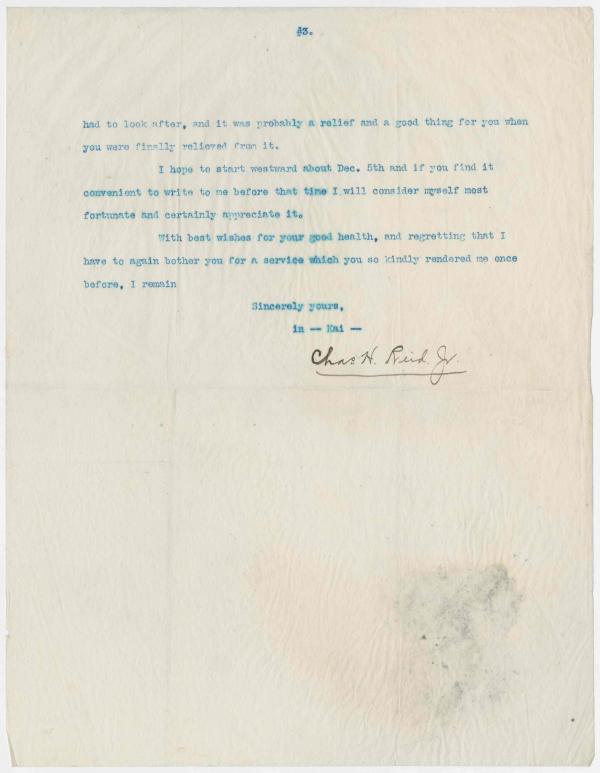 #3.
had to look after, and it was probably a relief and a good thing for you when
you were finally relieved from it.
I hope to start westward about Dec. 5th and if you find it
convenient to write to me before that time I will consider myself most
fortunate and certainly appreciate it.
With best wishes for your good health, and regretting that I
have to again bother you for a service which you so kindly rendered me once
before, I remain
Sincerely yours,
in -- Kai --
Chas H. Reid. Jr.